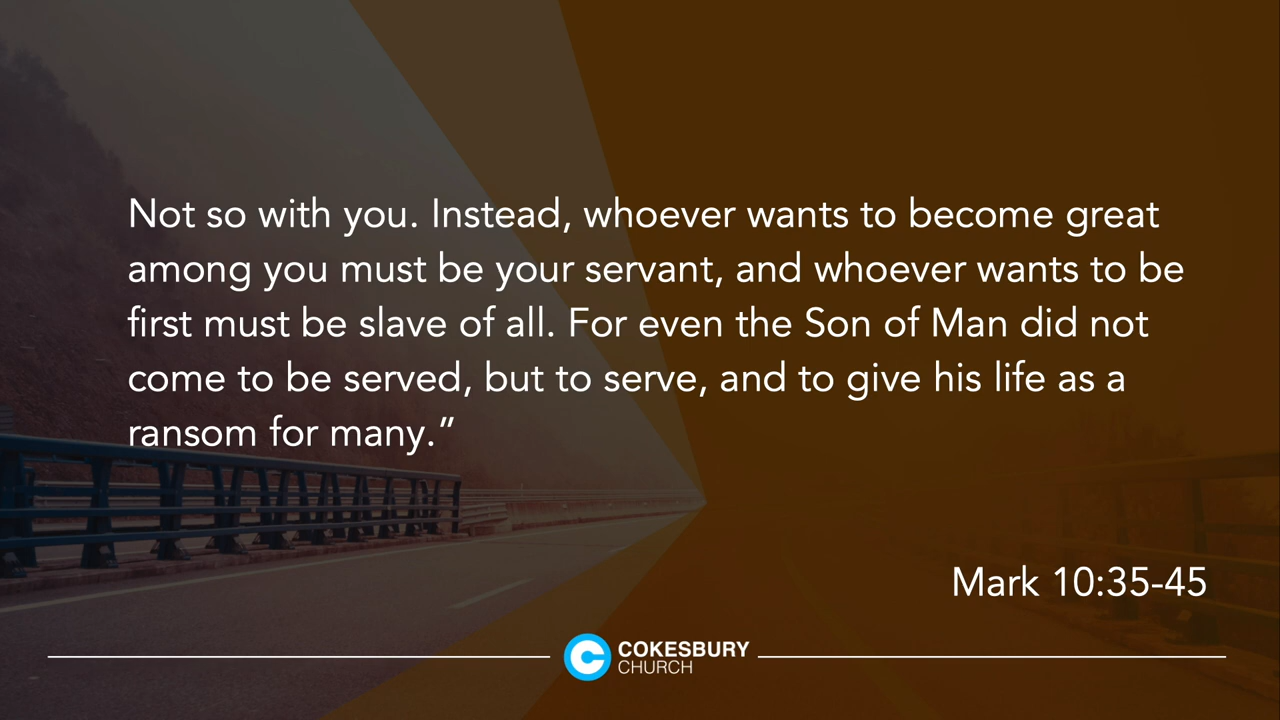 Not so with you. Instead, whoever wants to become great
among you must be your servant, and whoever wants to be
first must be slave of all. For even the Son of Man did not
come to be served, but to serve, and to give his life as a
ransom for many.”
Mark 10:35-45
COKESBURY
CHURCH